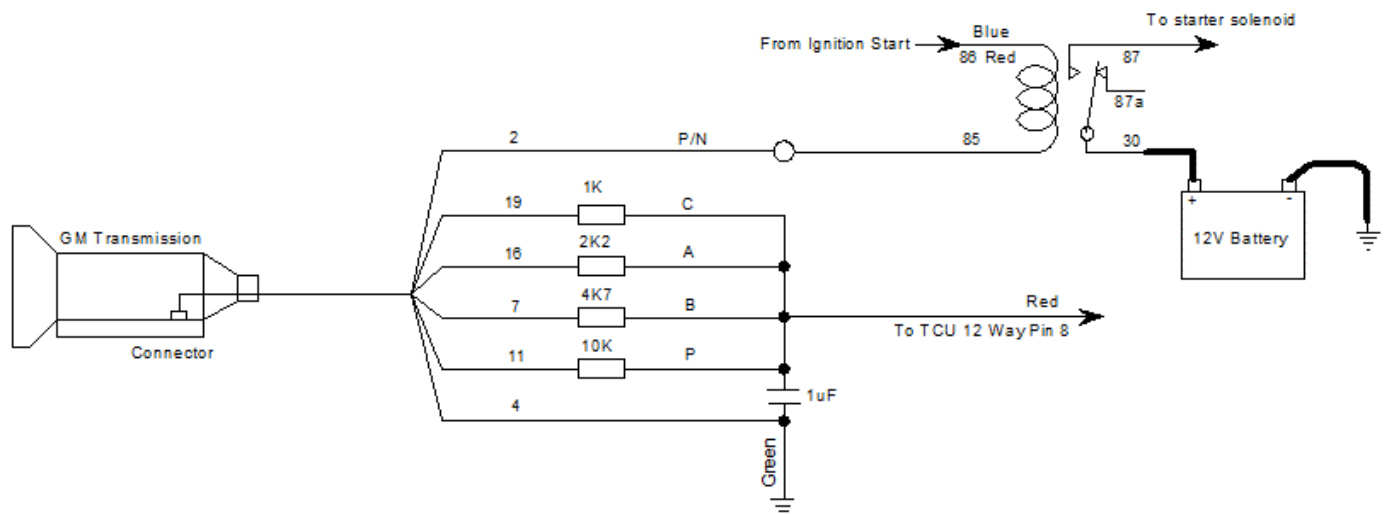 To starter solenoid
From Ignition Start
Blue
86 Red
87
87a
2
P/N
85
30
1K
19
C
GM Transmission
2K2
16
A
+
-
12V Battery
4K7
7
B
Red
To TCU 12 Way Pin 8
Connector
10K
11
P
1uF
4
Green